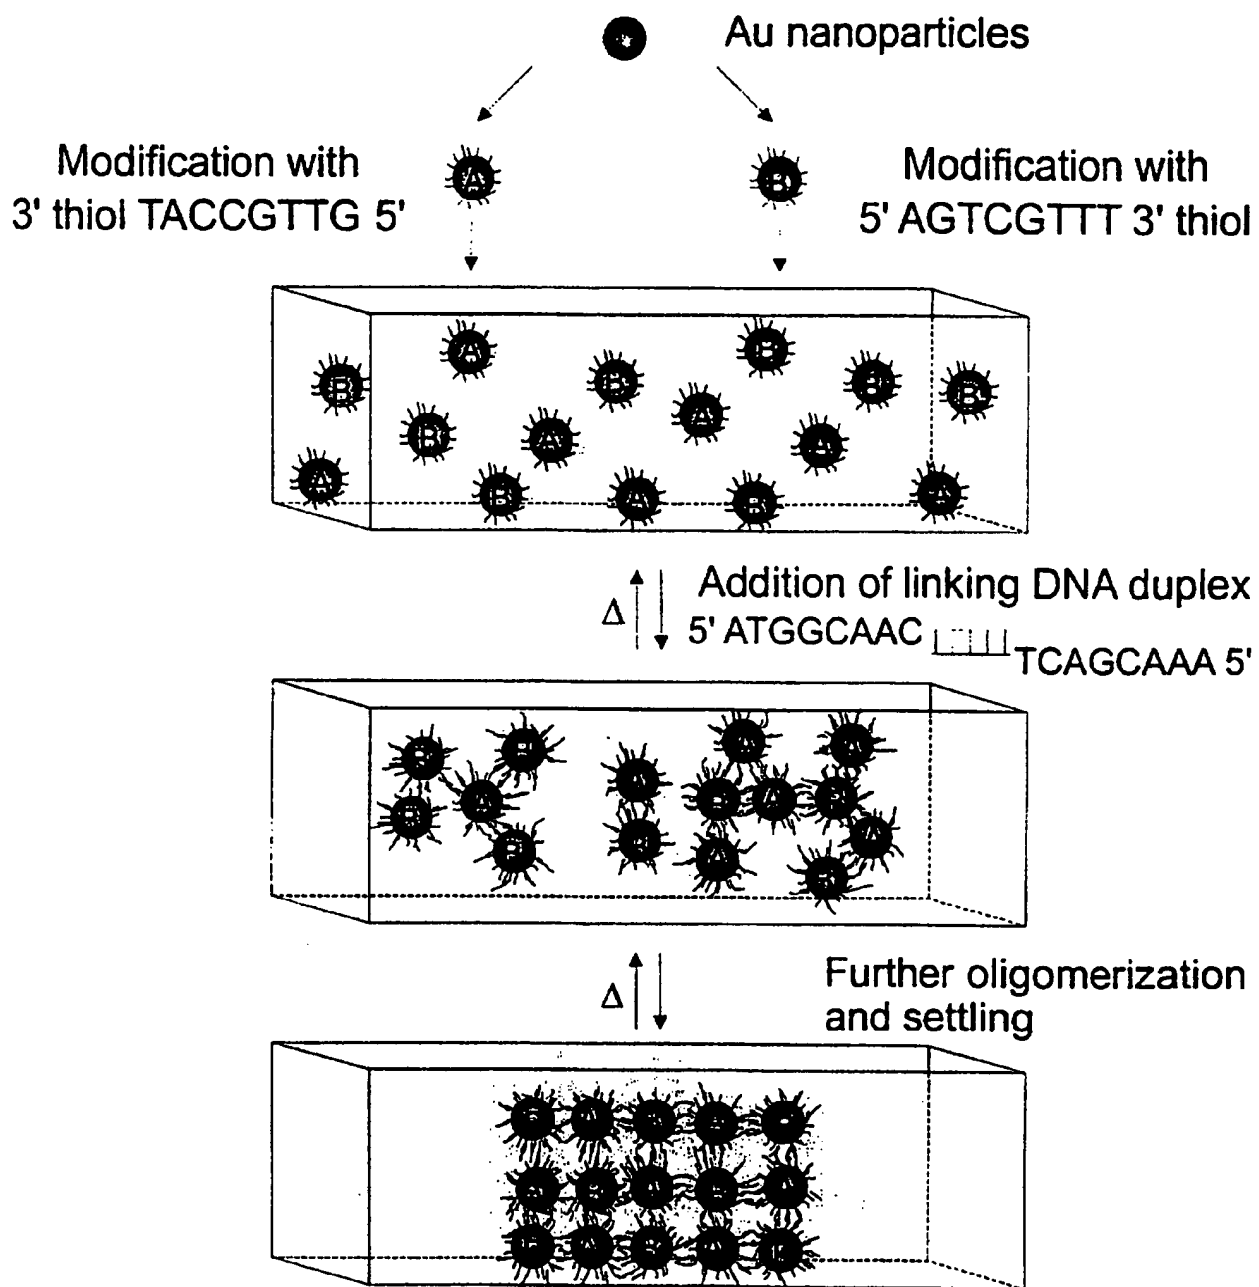 Au nanoparticles
Modification with
3' thiol TACCGTTG 5'
A
B
Modification with
5' AGTCGTTT 3' thiol
A
B
B
B
B
B
B
A
A
A
A
B
A
B
A
Δ
Addition of linking DNA duplex
5' ATGGCAAC
TCAGCAAA 5'
A
A
A
B
A
B
A
A
Δ
Further oligomerization
and settling
A
A
B
A
A
A